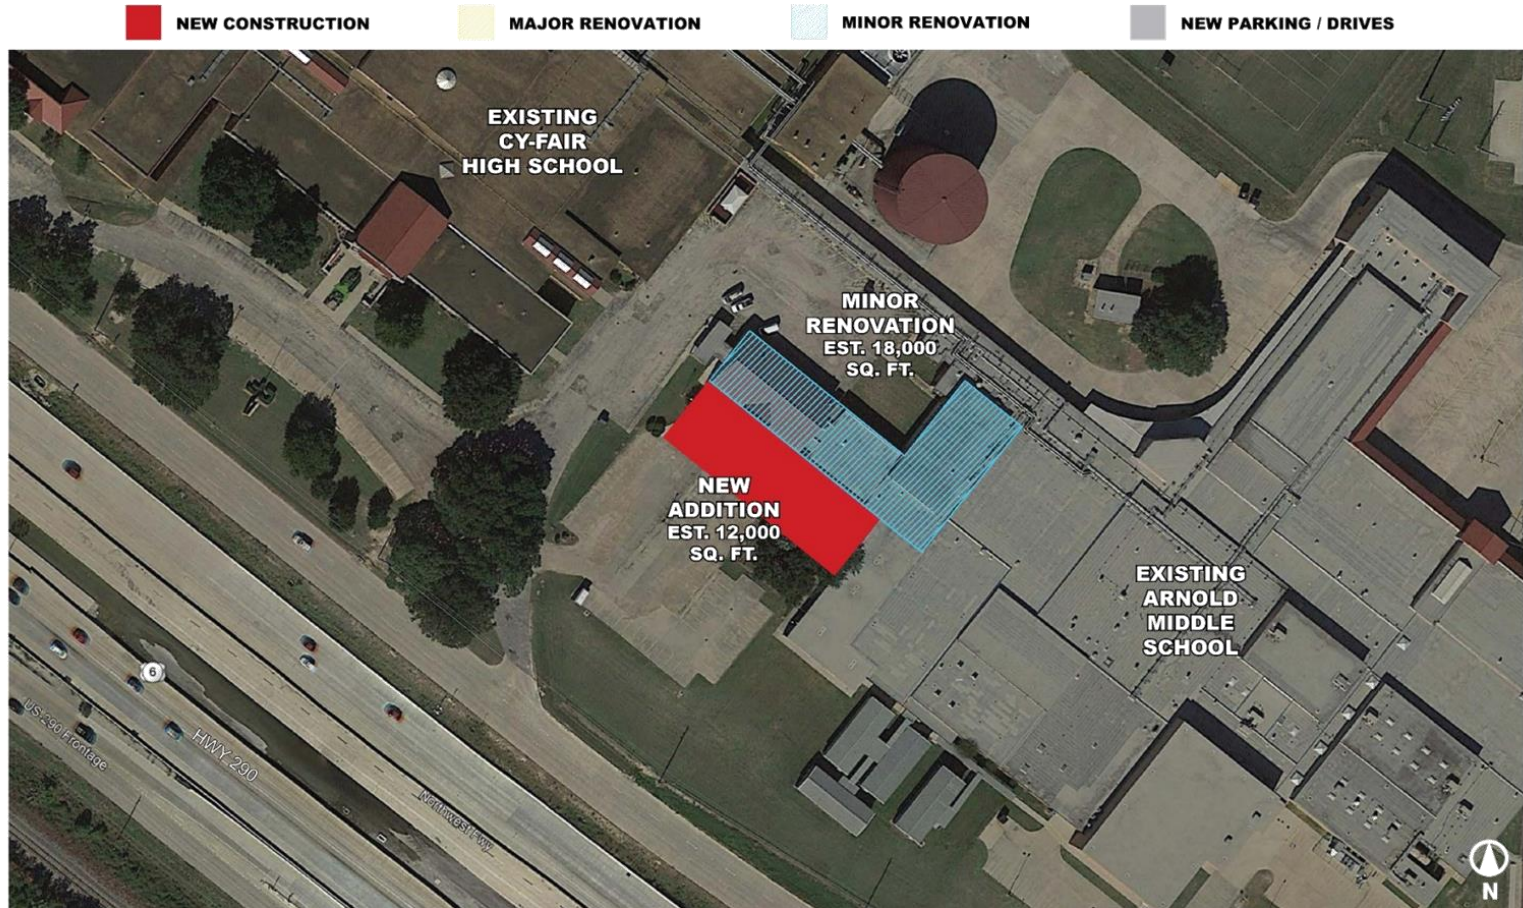 NEW CONSTRUCTION
MAJOR RENOVATION
MINOR RENOVATION
NEW PARKING / DRIVES
EXISTING
CY-FAIR
HIGH SCHOOL
MINOR
RENOVATION
EST. 18,000
SQ. FT.
NEW
ADDITION
EST. 12,000
SQ. FT.
EXISTING
ARNOLD
MIDDLE
SCHOOL
6
US 290 Frontage
HWY 290
Northwest Fwy
N